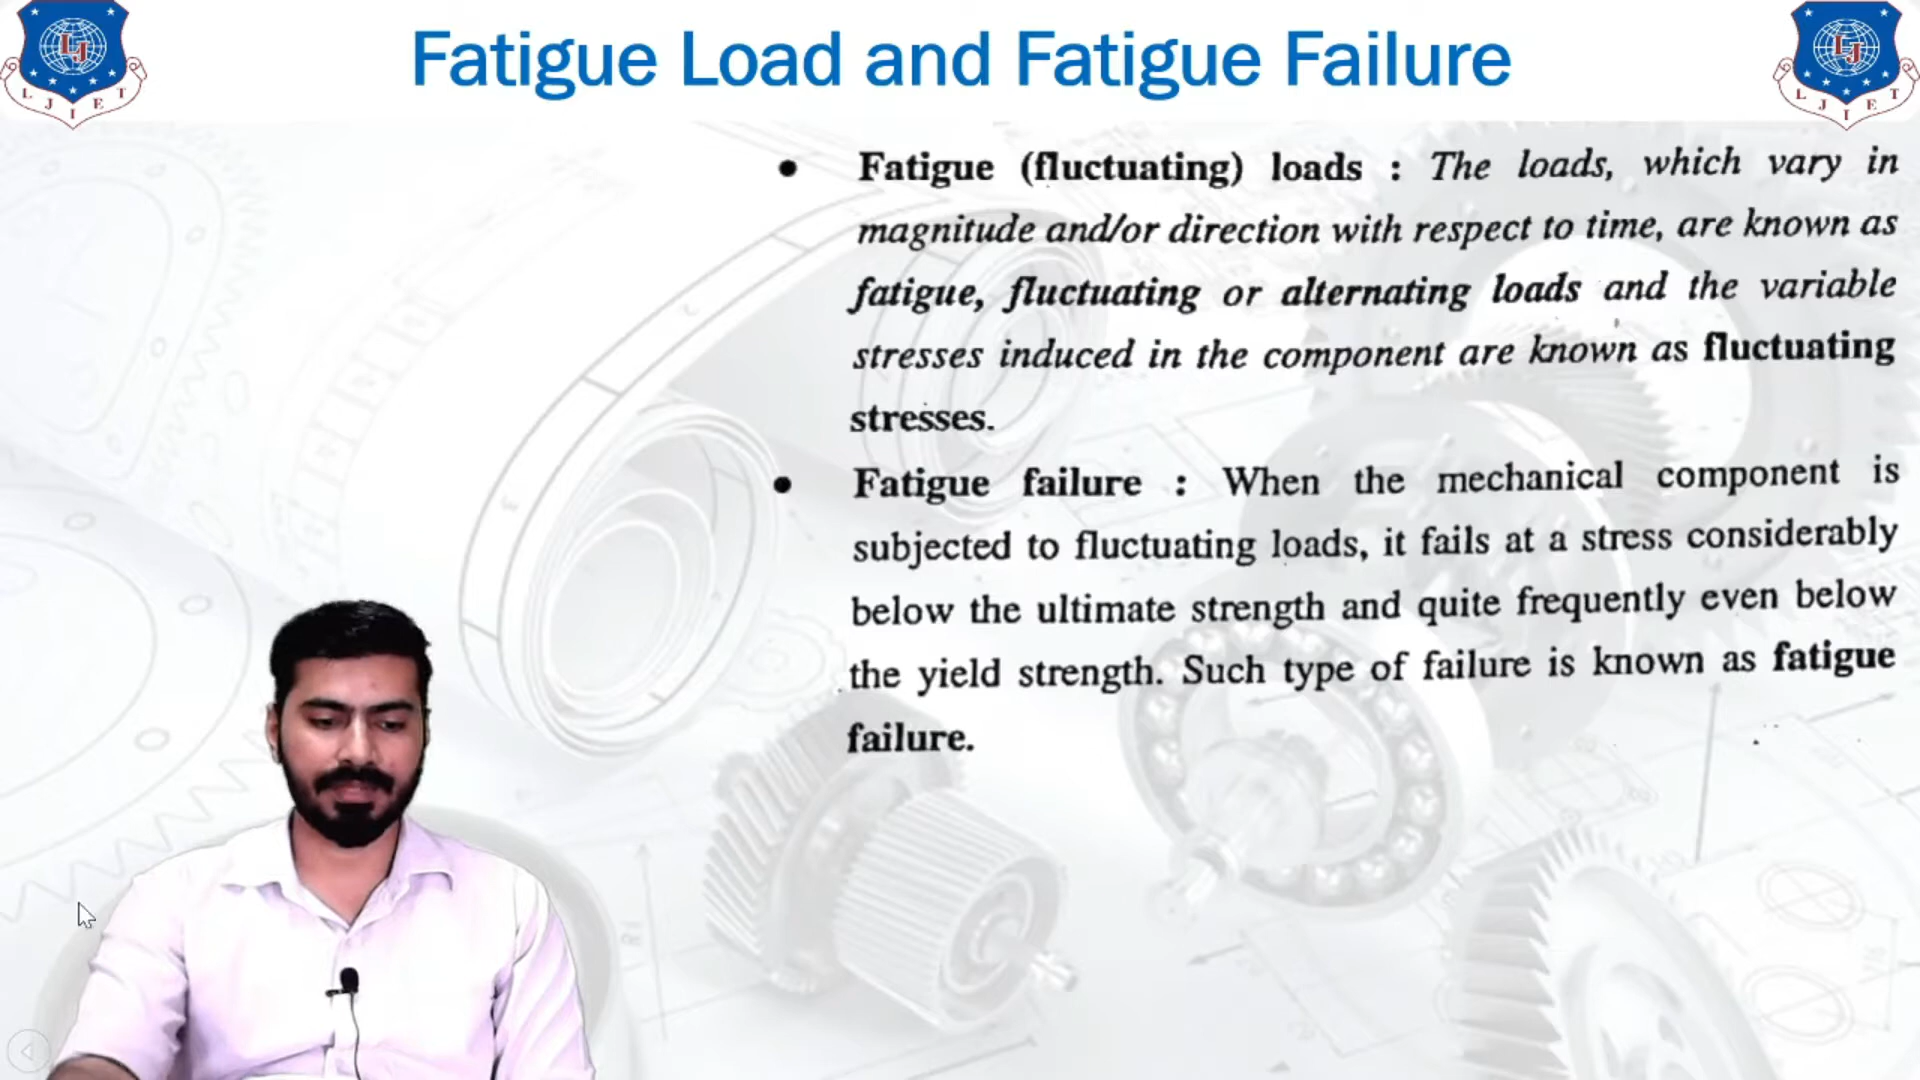 Fatigue Load and Fatigue Failure
LJ
L J I E T
LJ
L J I E T
• Fatigue (fluctuating) loads : The loads, which vary in
magnitude and/or direction with respect to time, are known as
fatigue, fluctuating or alternating loads and the variable
stresses induced in the component are known as fluctuating
stresses.
• Fatigue failure : When the mechanical component is
subjected to fluctuating loads, it fails at a stress considerably
below the ultimate strength and quite frequently even below
the yield strength. Such type of failure is known as fatigue
failure.